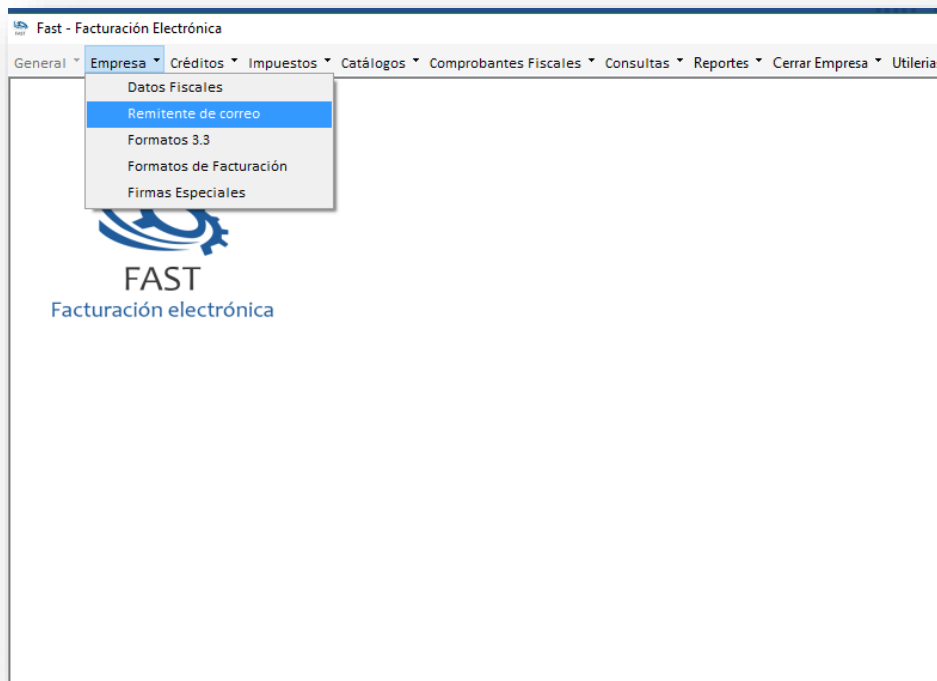 Fast - Facturación Electrónica
General Empresa Créditos Impuestos Catálogos Comprobantes Fiscales Consultas Reportes Cerrar Empresa Utilerias
Datos Fiscales
Remitente de correo
Formatos 3.3
Formatos de Facturación
Firmas Especiales
FAST
Facturación electrónica